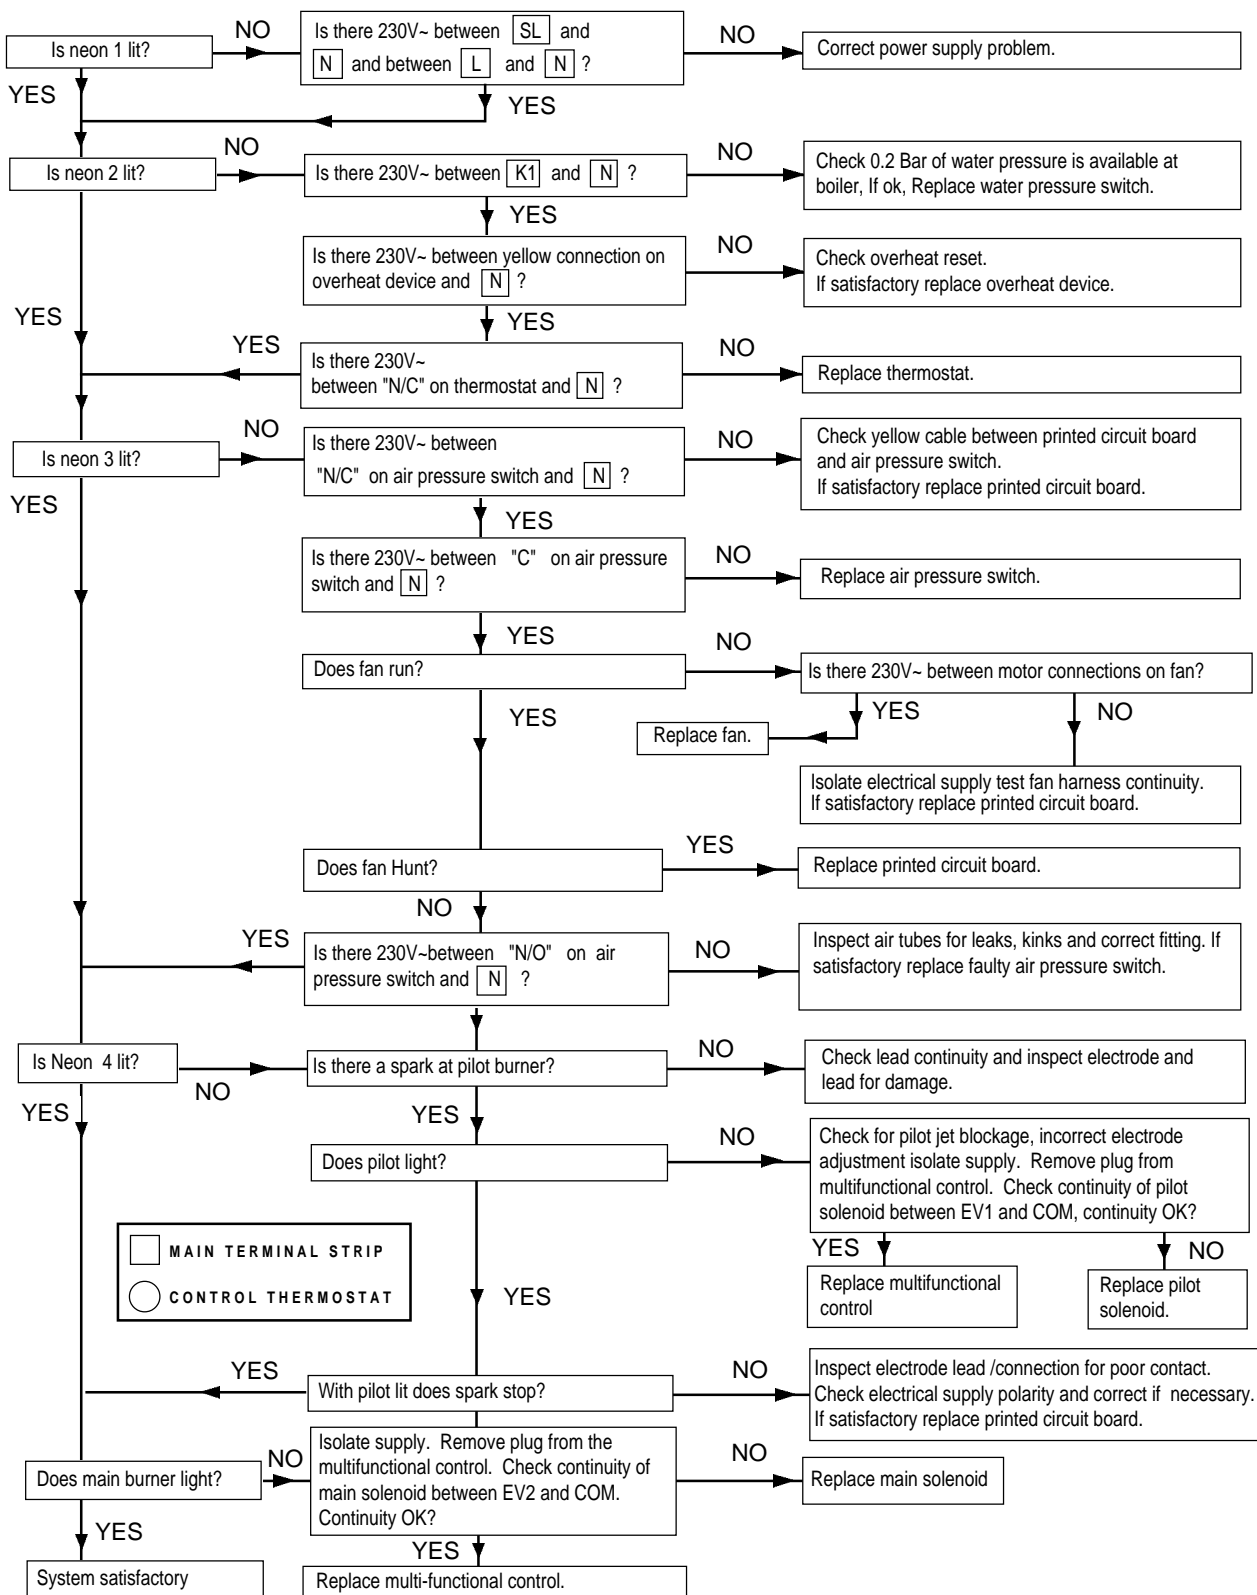 Is neon 1 lit?
NO
Is there 230V~ between SL and
N and between L and N ?
NO
Correct power supply problem.
YES
YES
Is neon 2 lit?
NO
Is there 230V~ between K1 and N ?
NO
Check 0.2 Bar of water pressure is available at
boiler, If ok, Replace water pressure switch.
YES
Is there 230V~ between yellow connection on
overheat device and N ?
NO
Check overheat reset.
If satisfactory replace overheat device.
YES
YES
YES
Is there 230V~
between "N/C" on thermostat and N ?
NO
Replace thermostat.
Is neon 3 lit?
NO
Is there 230V~ between
"N/C" on air pressure switch and N ?
NO
Check yellow cable between printed circuit board
and air pressure switch.
If satisfactory replace printed circuit board.
YES
YES
Is there 230V~ between "C" on air pressure
switch and N ?
NO
Replace air pressure switch.
YES
Does fan run?
NO
Is there 230V~ between motor connections on fan?
YES
YES
NO
Replace fan.
Isolate electrical supply test fan harness continuity.
If satisfactory replace printed circuit board.
Does fan Hunt?
YES
Replace printed circuit board.
NO
YES
Is there 230V~between "N/O" on air
pressure switch and N ?
NO
Inspect air tubes for leaks, kinks and correct fitting. If
satisfactory replace faulty air pressure switch.
Is Neon 4 lit?
NO
Is there a spark at pilot burner?
NO
Check lead continuity and inspect electrode and
lead for damage.
YES
YES
Does pilot light?
NO
Check for pilot jet blockage, incorrect electrode
adjustment isolate supply. Remove plug from
multifunctional control. Check continuity of pilot
solenoid between EV1 and COM, continuity OK?
YES
NO
Replace multifunctional
control
Replace pilot
solenoid.
MAIN TERMINAL STRIP
CONTROL THERMOSTAT
YES
YES
With pilot lit does spark stop?
NO
Inspect electrode lead /connection for poor contact.
Check electrical supply polarity and correct if necessary.
If satisfactory replace printed circuit board.
Does main burner light?
NO
Isolate supply. Remove plug from the
multifunctional control. Check continuity of
main solenoid between EV2 and COM.
Continuity OK?
NO
Replace main solenoid
YES
YES
System satisfactory
Replace multi-functional control.